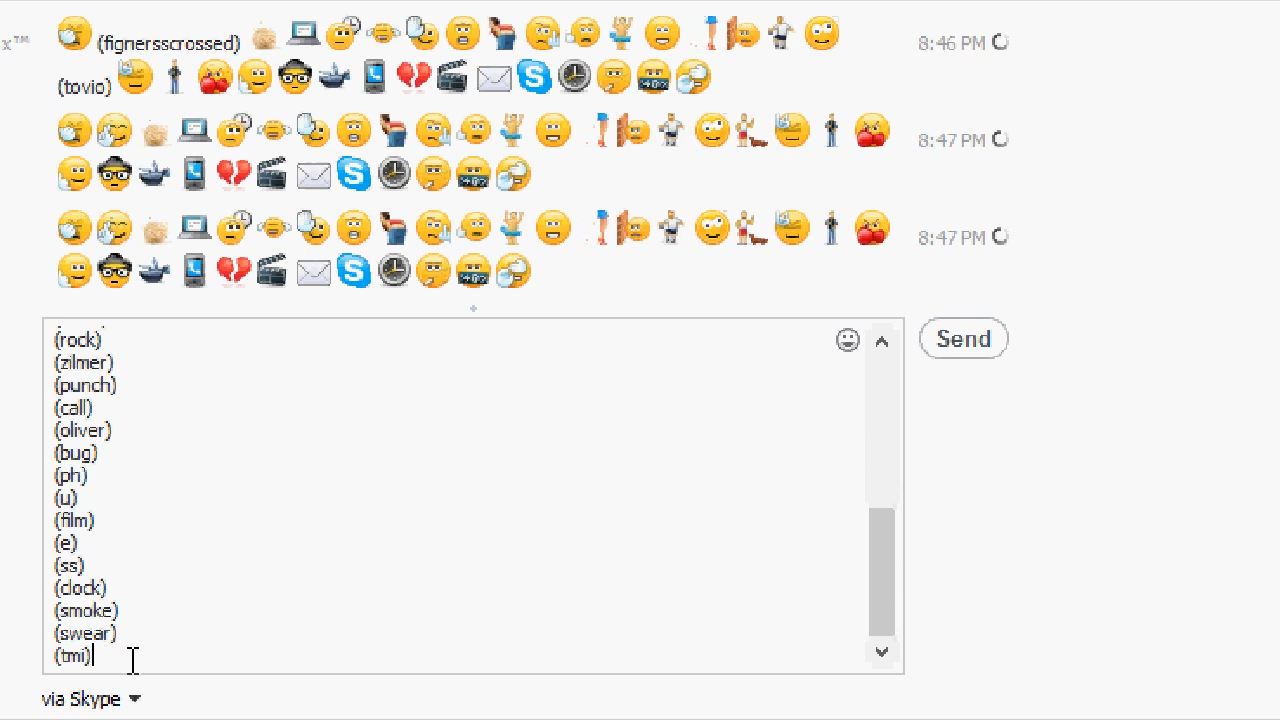 x™
(fignersscrossed)
8:46 PM
(tovio)
8:47 PM
8:47 PM
(rock)
(zilmer)
(punch)
(call)
(oliver)
(bug)
(ph)
(u)
(film)
(e)
(ss)
(clock)
(smoke)
(swear)
(tmi)
Send
via Skype